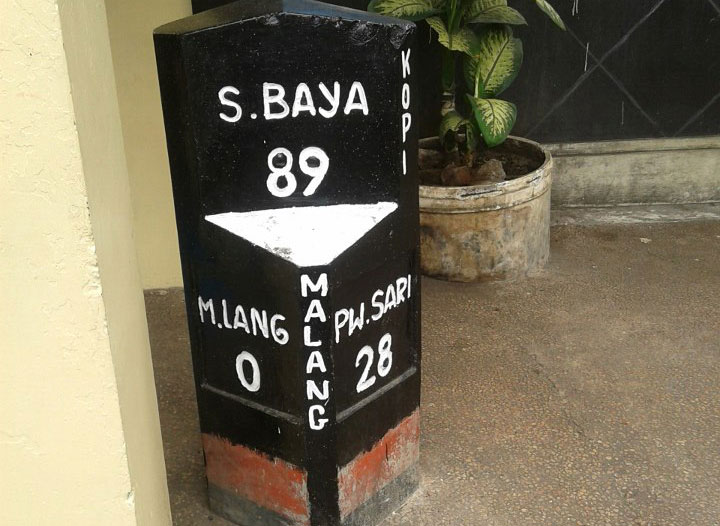 S.BAYA
89
KOPI
M.LANG
0
MALANG
PW.SARI
28